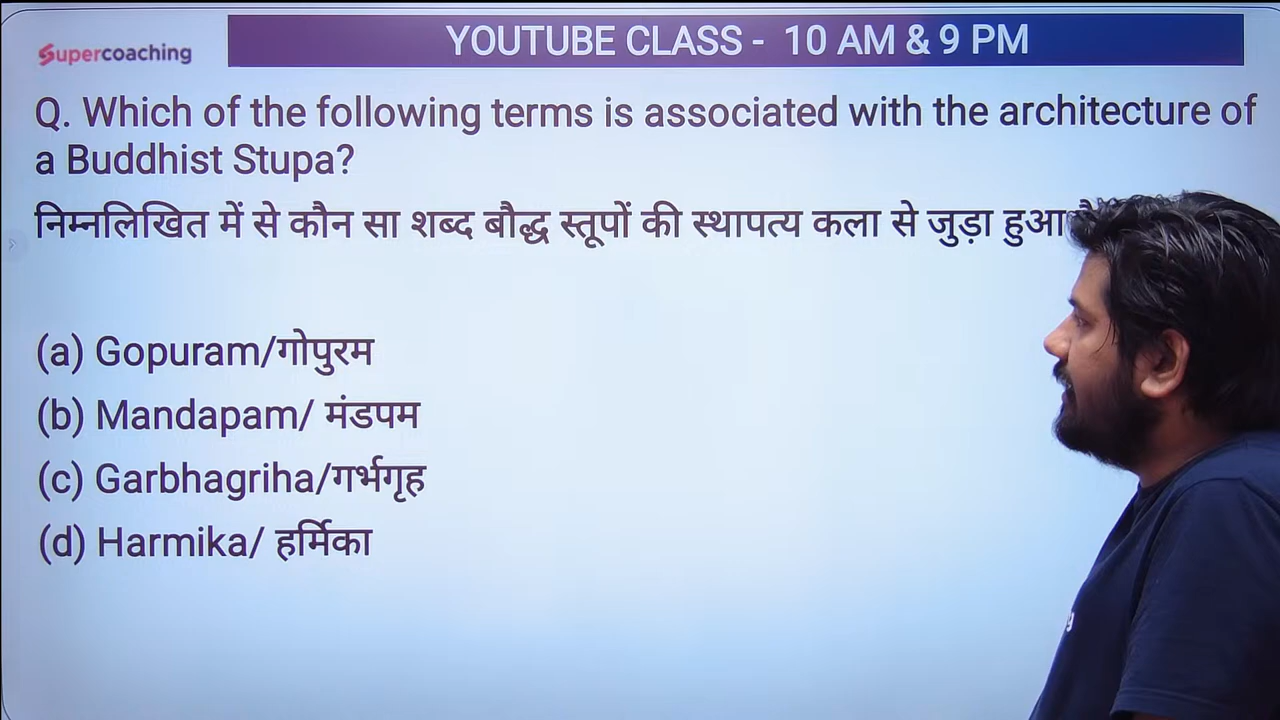 Supercoaching
YOUTUBE CLASS - 10 AM & 9 PM
Q. Which of the following terms is associated with the architecture of
a Buddhist Stupa?
निम्नलिखित में से कौन सा शब्द बौद्ध स्तूपों की स्थापत्य कला से जुड़ा हुआ
(a) Gopuram/गोपुरम
(b) Mandapam/ मंडपम
(c) Garbhagriha/गर्भगृह
(d) Harmika/ हर्मिका